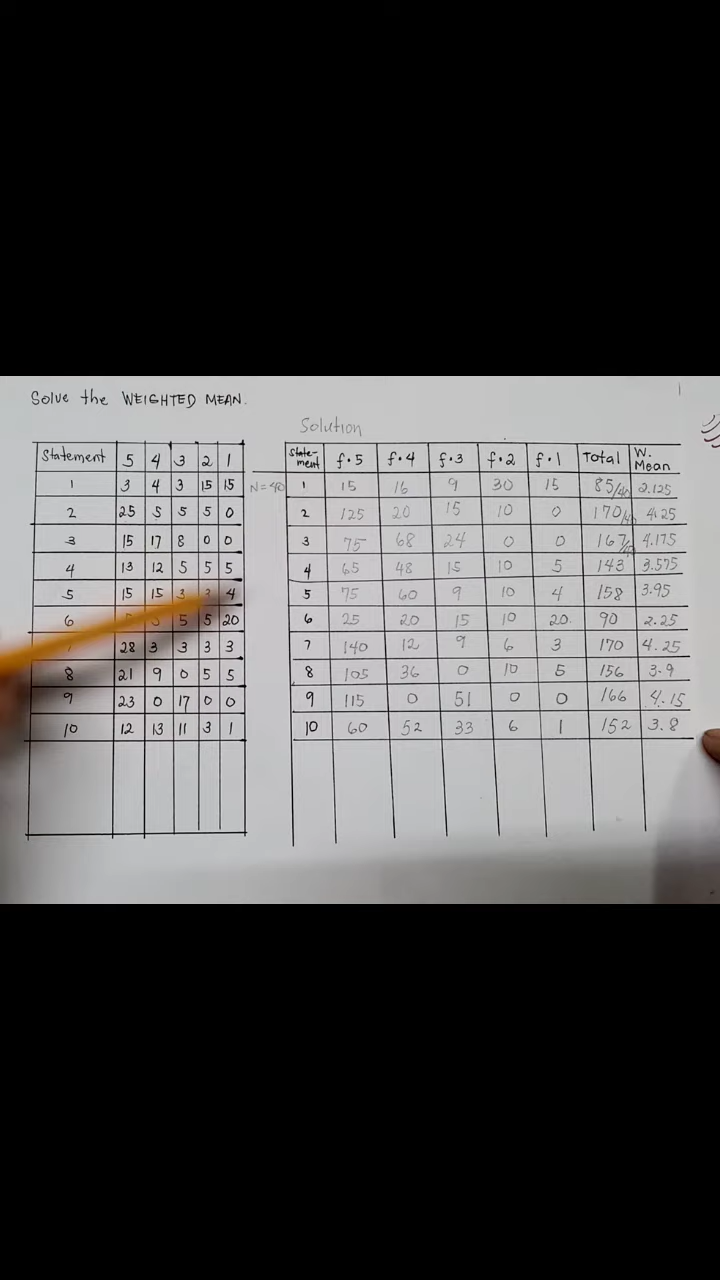 Solve the WEIGHTED MEAN.
Statement 5 4 3 2 1
1 3 4 3 15 15
2 25 5 5 5 0
3 15 17 8 0 0
4 13 12 5 5 5
5 15 15 3 4
6 5 5 20
28 3 3 3 3
8 21 9 0 5 5
9 23 0 17 0 0
10 12 13 11 3 1
N=40
Solution
State-ment f•5 f•4 f•3 f•2 f•1 Total W. Mean
1 15 16 9 30 15 85/40 2.125
2 125 20 15 10 0 170/40 4.25
3 75 68 24 0 0 167/40 4.175
4 65 48 15 10 5 143 3.575
5 75 60 9 10 4 158 3.95
6 25 20 15 10 20 90 2.25
7 140 12 9 6 3 170 4.25
8 105 36 0 10 5 156 3.9
9 115 0 51 0 0 166 4.15
10 60 52 33 6 1 152 3.8